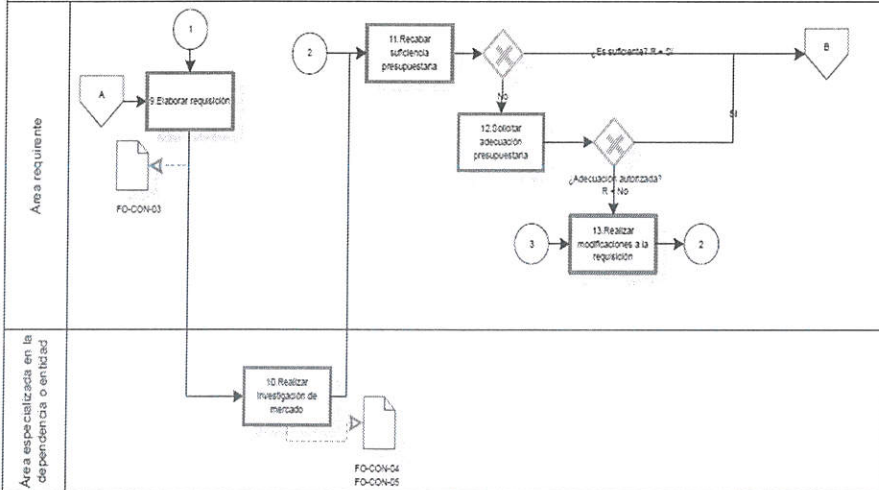 Área requirente
1
A
9.Elaborar requisición
FO-CON-03
2
11.Recabar
suficiencia
presupuestaria
¿Es suficiente? R = Sí
B
No
12.Solicitar
adecuación
presupuestaria
Sí
¿Adecuación autorizada?
R = No
3
13.Realizar
modificaciones a la
requisición
2
Área especializada en la
dependencia o entidad
10.Realizar
investigación de
mercado
FO-CON-04
FO-CON-05